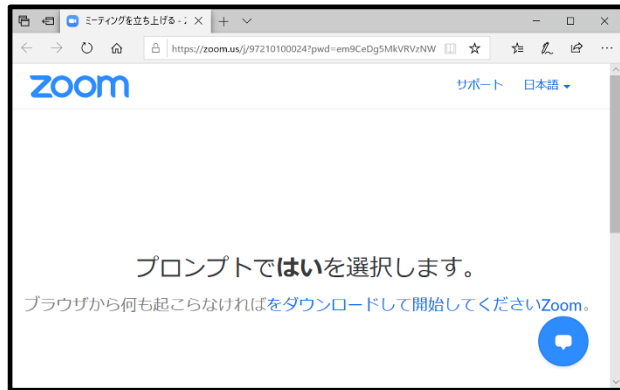 ミーティングを立ち上げる - Z
https://zoom.us/j/97210100024?pwd=em9CeDg5MkVRVzNW
zoom
サポート 日本語
プロンプトではいを選択します。
ブラウザから何も起こらなければをダウンロードして開始してくださいZoom。